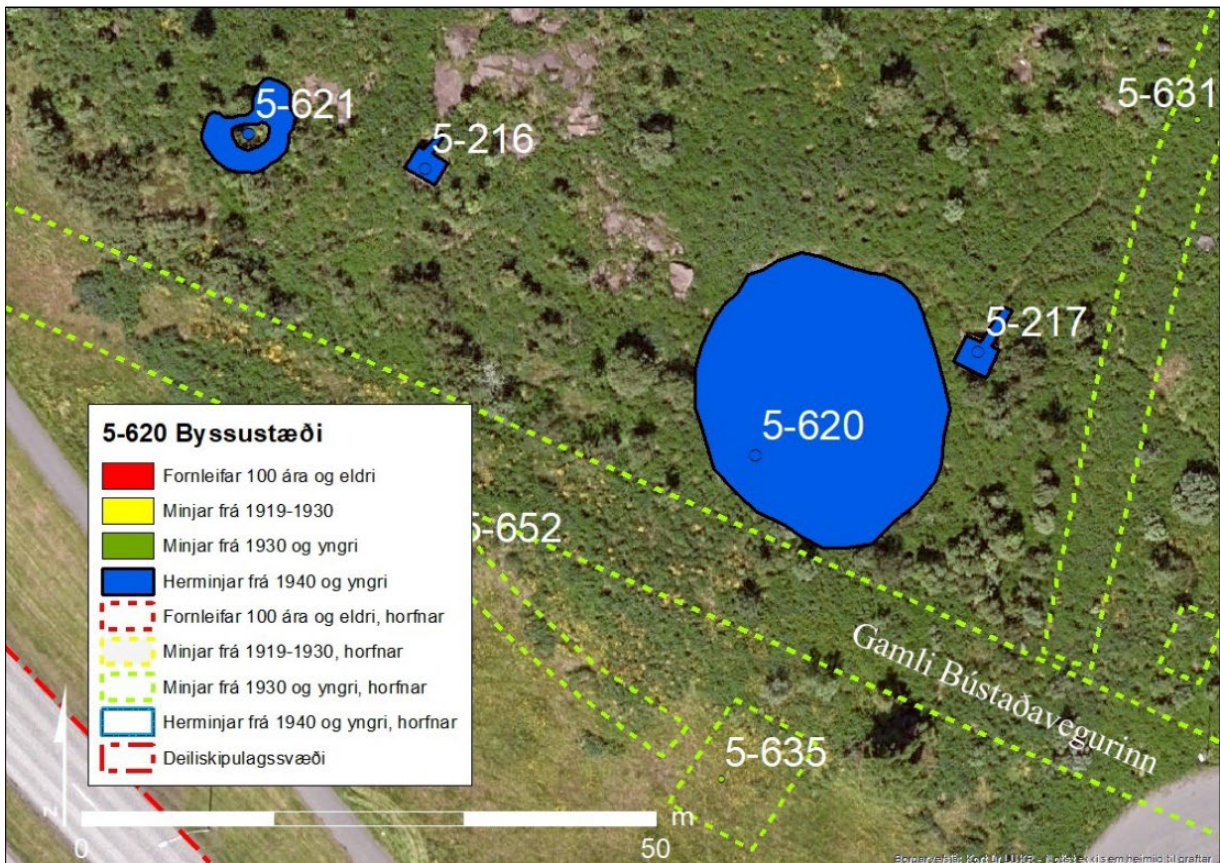 5-621
5-216
5-631
5-217
5-620
5-652
5-635
Gamli Bústaðavegurinn
5-620 Byssustæði
Fornleifar 100 ára og eldri
Minjar frá 1919-1930
Minjar frá 1930 og yngri
Herminjar frá 1940 og yngri
Fornleifar 100 ára og eldri, horfnar
Minjar frá 1919-1930, horfnar
Minjar frá 1930 og yngri, horfnar
Herminjar frá 1940 og yngri, horfnar
Deiliskipulagssvæði
N
0 50 m